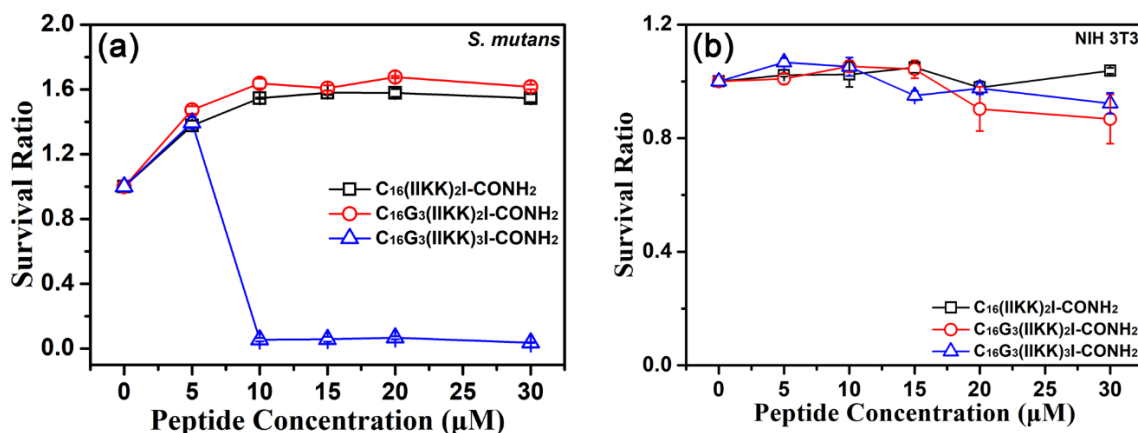 (a)
S. mutans
Survival Ratio
2.0
1.6
1.2
0.8
0.4
0.0
C₁₆(IIKK)₂I-CONH₂
C₁₆G₃(IIKK)₂I-CONH₂
C₁₆G₃(IIKK)₃I-CONH₂
0 5 10 15 20 25 30
Peptide Concentration (µM)
(b)
NIH 3T3
Survival Ratio
1.2
0.8
0.4
0.0
C₁₆(IIKK)₂I-CONH₂
C₁₆G₃(IIKK)₂I-CONH₂
C₁₆G₃(IIKK)₃I-CONH₂
0 5 10 15 20 25 30
Peptide Concentration (µM)